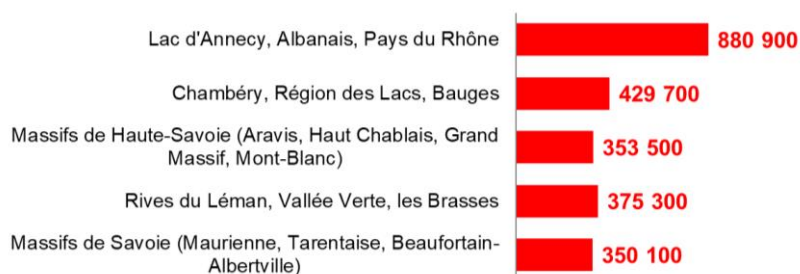 Lac d'Annecy, Albanais, Pays du Rhône 880 900
Chambéry, Région des Lacs, Bauges 429 700
Massifs de Haute-Savoie (Aravis, Haut Chablais, Grand
Massif, Mont-Blanc) 353 500
Rives du Léman, Vallée Verte, les Brasses 375 300
Massifs de Savoie (Maurienne, Tarentaise, Beaufortain-
Albertville) 350 100